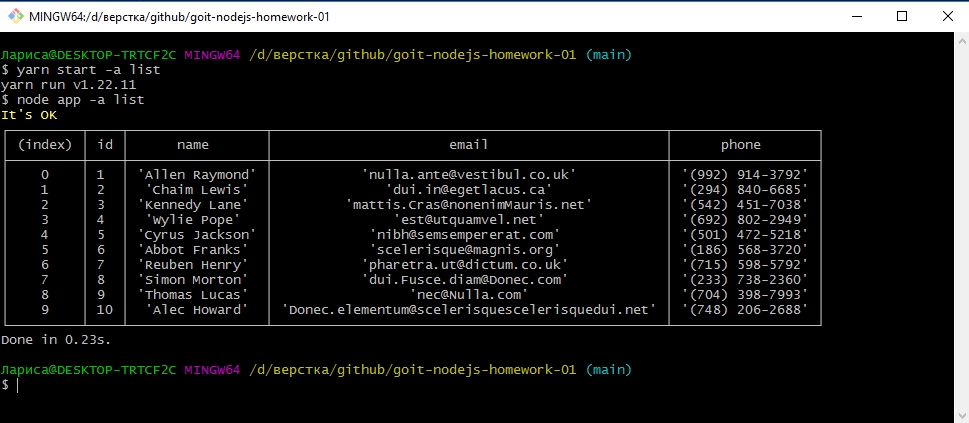 MINGW64:/d/верстка/github/goit-nodejs-homework-01
Лариса@DESKTOP-TRTCF2C MINGW64 /d/верстка/github/goit-nodejs-homework-01 (main)
$ yarn start -a list
yarn run v1.22.11
$ node app -a list
It's OK
(index) id name email phone
0 1 'Allen Raymond' 'nulla.ante@vestibul.co.uk' '(992) 914-3792'
1 2 'Chaim Lewis' 'dui.in@egetlacus.ca' '(294) 840-6685'
2 3 'Kennedy Lane' 'mattis.Cras@nonenimMauris.net' '(542) 451-7038'
3 4 'Wylie Pope' 'est@utquamvel.net' '(692) 802-2949'
4 5 'Cyrus Jackson' 'nibh@semsempererat.com' '(501) 472-5218'
5 6 'Abbot Franks' 'scelerisque@magnis.org' '(186) 568-3720'
6 7 'Reuben Henry' 'pharetra.ut@dictum.co.uk' '(715) 598-5792'
7 8 'Simon Morton' 'dui.Fusce.diam@Donec.com' '(233) 738-2360'
8 9 'Thomas Lucas' 'nec@Nulla.com' '(704) 398-7993'
9 10 'Alec Howard' 'Donec.elementum@scelerisquescelerisquedui.net' '(748) 206-2688'
Done in 0.23s.
Лариса@DESKTOP-TRTCF2C MINGW64 /d/верстка/github/goit-nodejs-homework-01 (main)
$